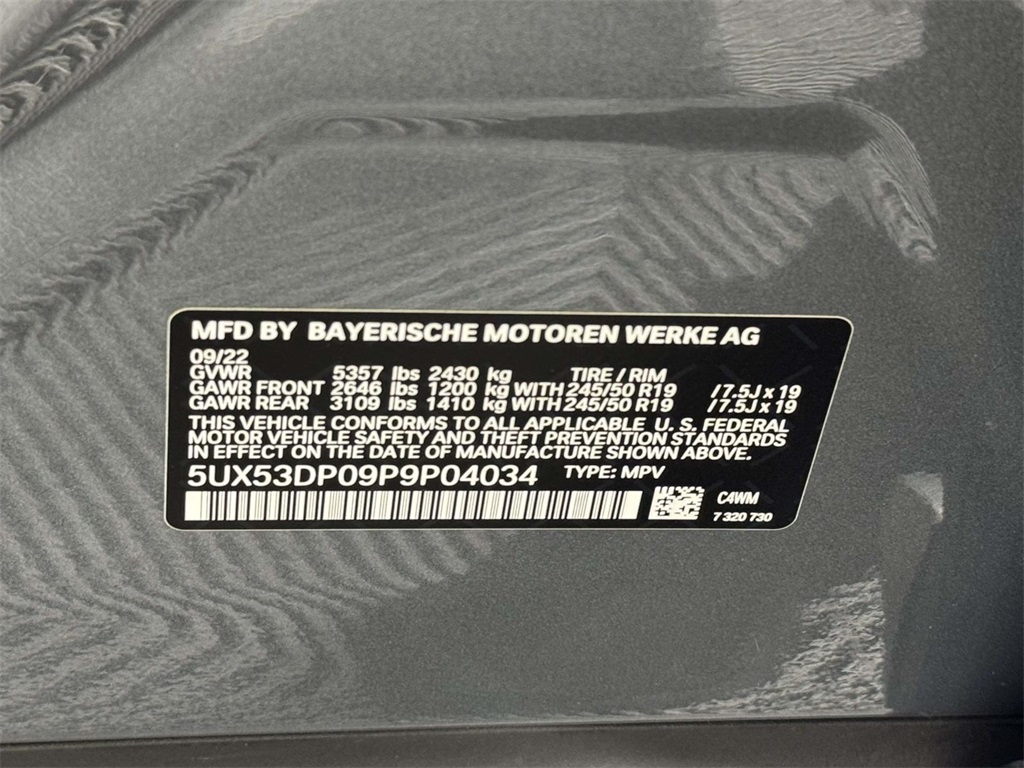 MFD BY BAYERISCHE MOTOREN WERKE AG
09/22
GVWR 5357 lbs 2430 kg TIRE / RIM
GAWR FRONT 2646 lbs 1200 kg WITH 245/50 R19 / 7.5J x 19
GAWR REAR 3109 lbs 1410 kg WITH 245/50 R19 / 7.5J x 19
THIS VEHICLE CONFORMS TO ALL APPLICABLE U. S. FEDERAL
MOTOR VEHICLE SAFETY AND THEFT PREVENTION STANDARDS
IN EFFECT ON THE DATE OF MANUFACTURE SHOWN ABOVE.
5UX53DP09P9P04034 TYPE: MPV
C4WM
7 320 730